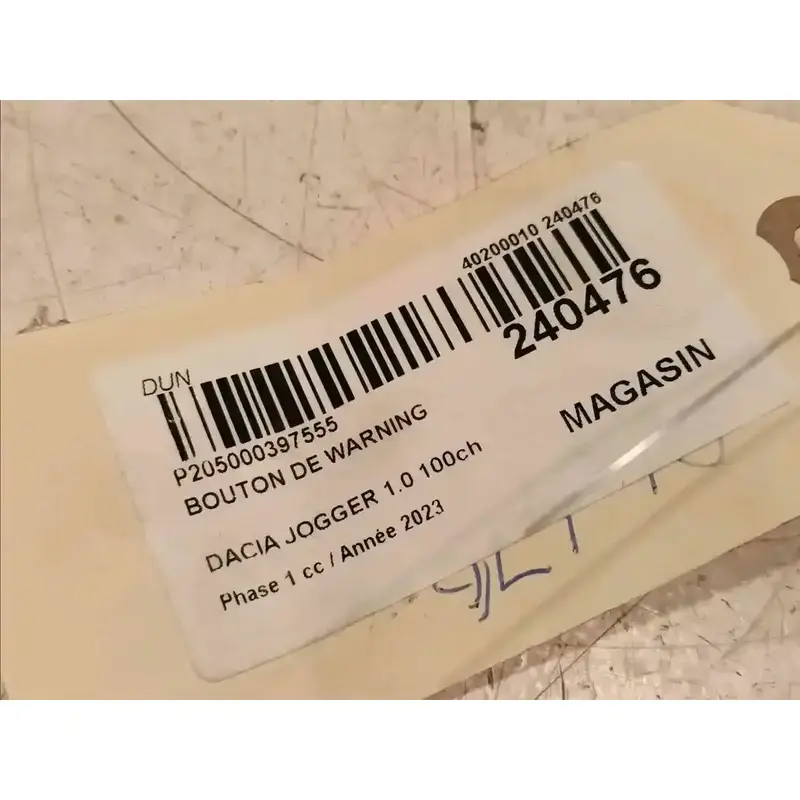 DUN
40200010 240476
240476
P205000397555
BOUTON DE WARNING
MAGASIN
DACIA JOGGER 1.0 100ch
Phase 1 cc / Année 2023